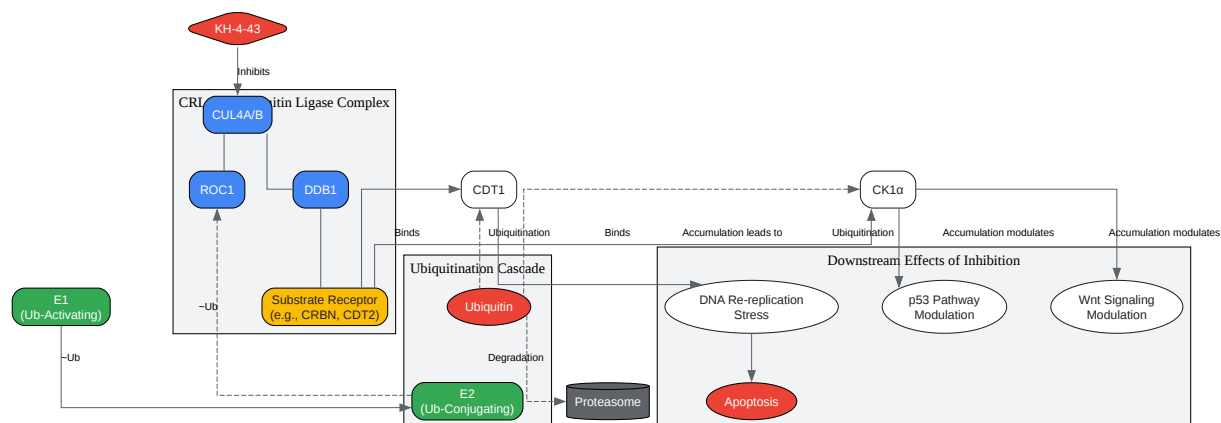 KH-4-43
Inhibits
CRL
uitin Ligase Complex
CUL4A/B
ROC1
DDB1
CDT1
CK1α
Binds
Ubiquitination
Binds
Accumulation leads to
Ubiquitination
Accumulation modulates
Accumulation modulates
Ubiquitination Cascade
Downstream Effects of Inhibition
E1
(Ub-Activating)
~Ub
Substrate Receptor
(e.g., CRBN, CDT2)
Ubiquitin
DNA Re-replication
Stress
p53 Pathway
Modulation
Wnt Signaling
Modulation
~Ub
Degradation
E2
(Ub-Conjugating)
Proteasome
Apoptosis